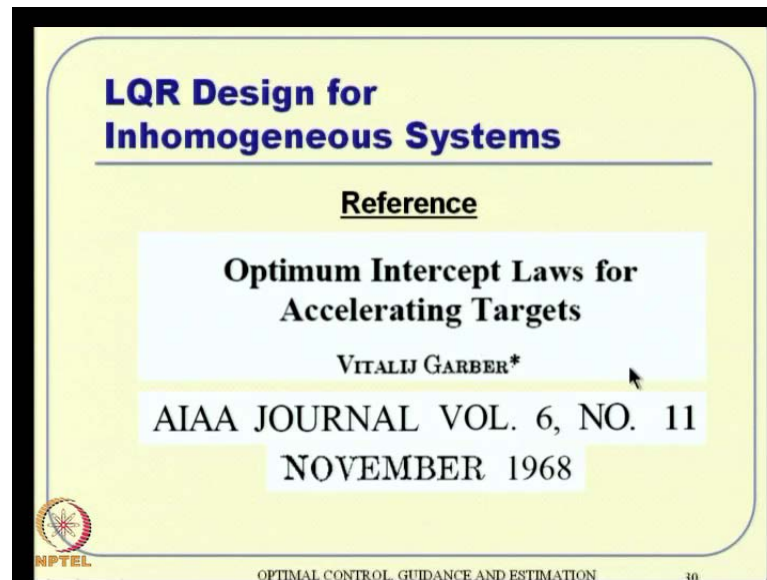 LQR Design for
Inhomogeneous Systems
Reference
Optimum Intercept Laws for
Accelerating Targets
VITALIJ GARBER*
AIAA JOURNAL VOL. 6, NO. 11
NOVEMBER 1968
NPTEL
OPTIMAL CONTROL, GUIDANCE AND ESTIMATION
30